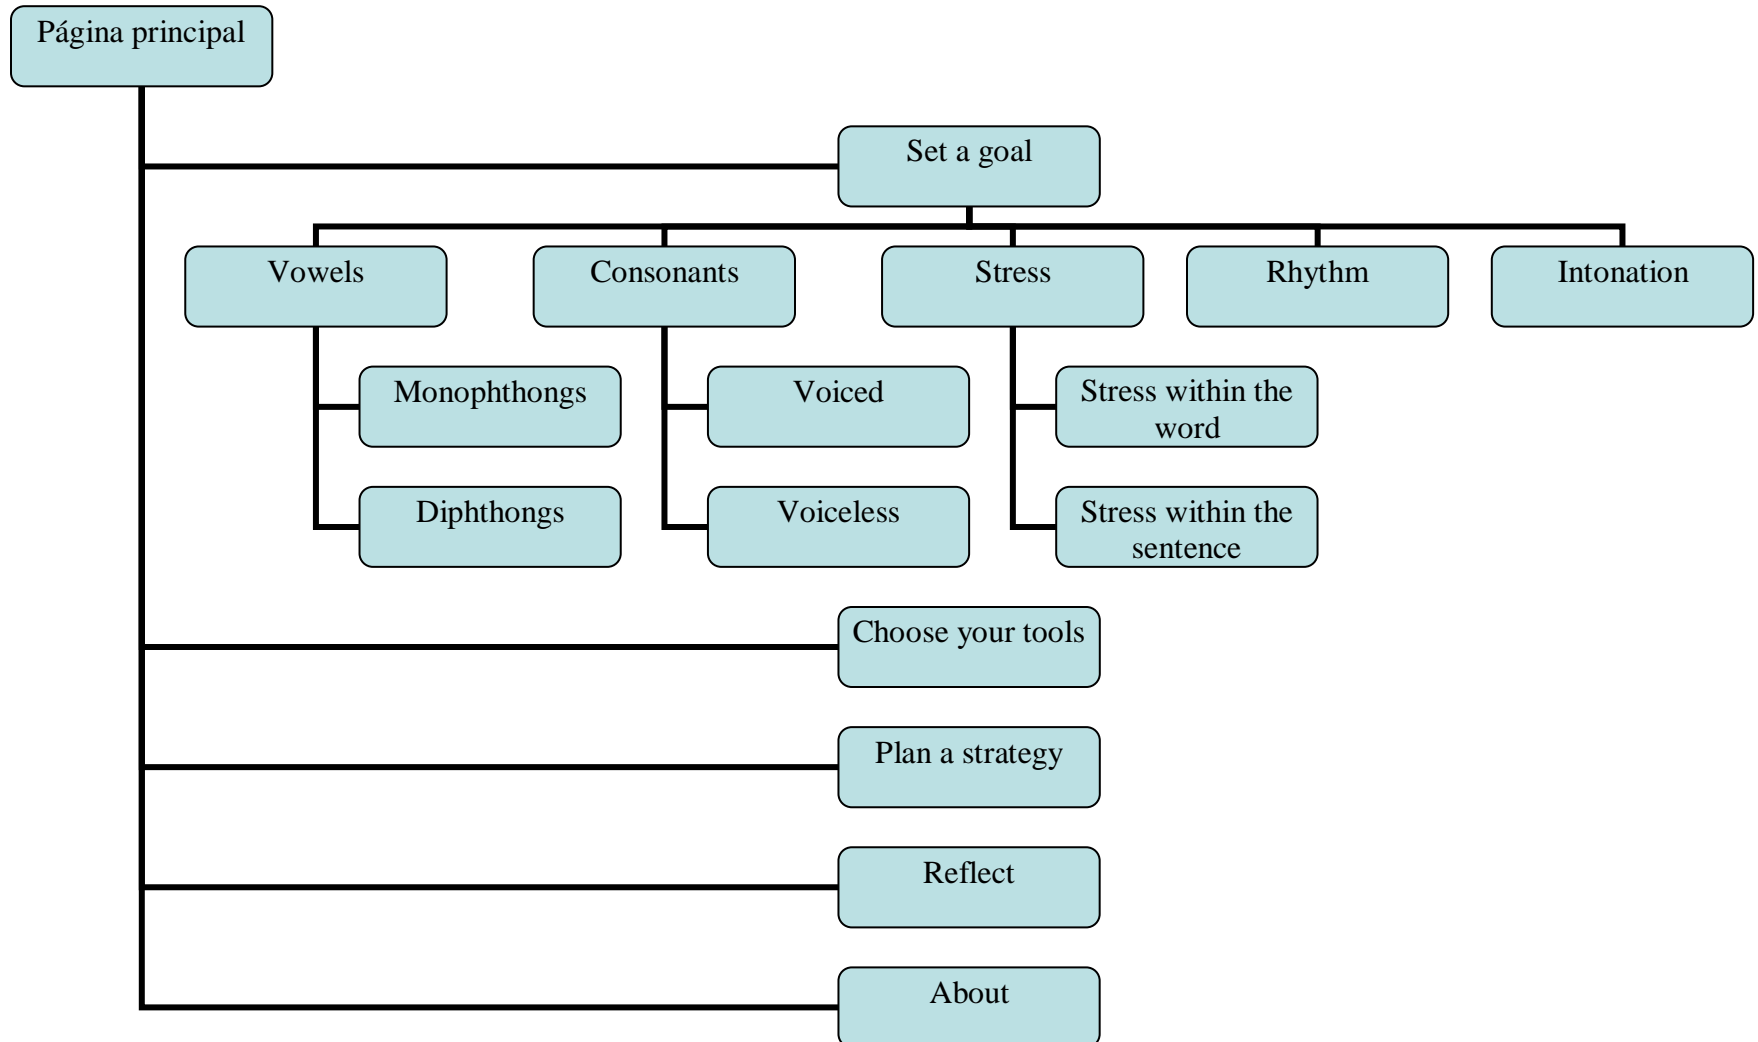 Página principal
Set a goal
Vowels
Consonants
Stress
Rhythm
Intonation
Monophthongs
Voiced
Stress within the
word
Diphthongs
Voiceless
Stress within the
sentence
Choose your tools
Plan a strategy
Reflect
About